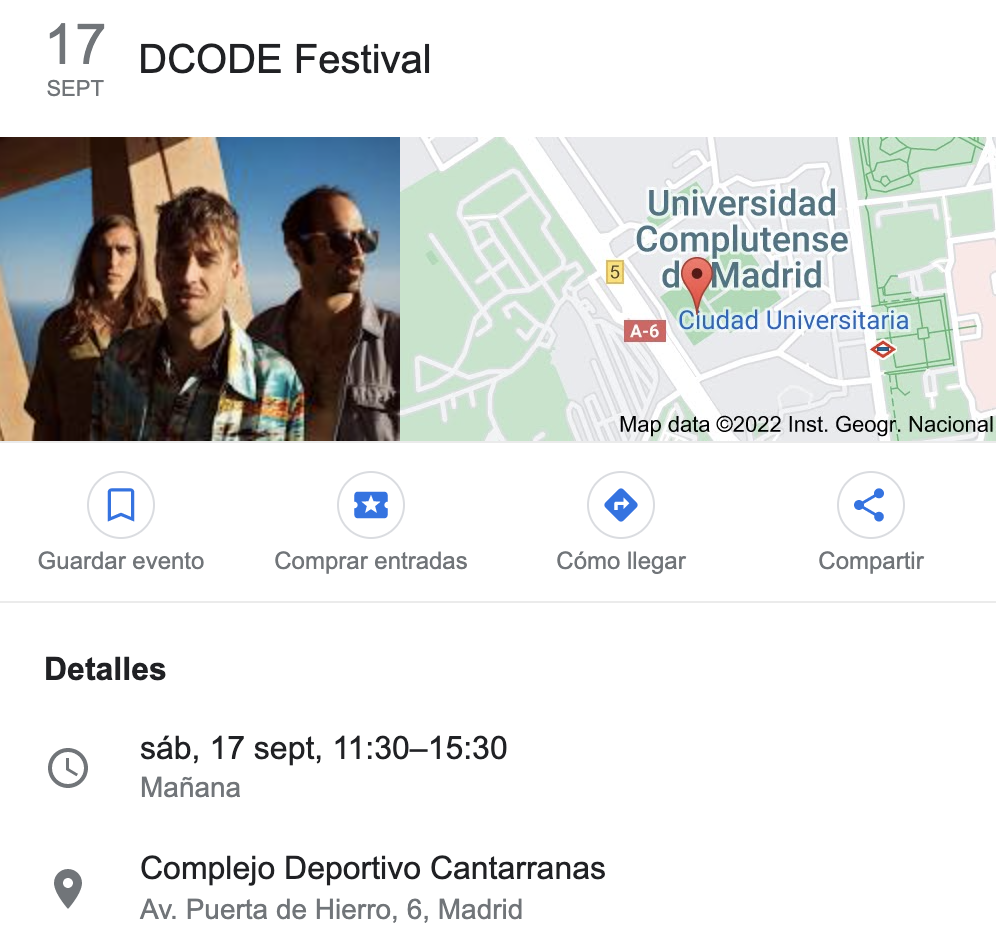 17
SEPT
DCODE Festival
Universidad
Complutense
de Madrid
5
A-6
Ciudad Universitaria
Map data ©2022 Inst. Geogr. Nacional
Guardar evento
Comprar entradas
Cómo llegar
Compartir
Detalles
sáb, 17 sept, 11:30–15:30
Mañana
Complejo Deportivo Cantarranas
Av. Puerta de Hierro, 6, Madrid